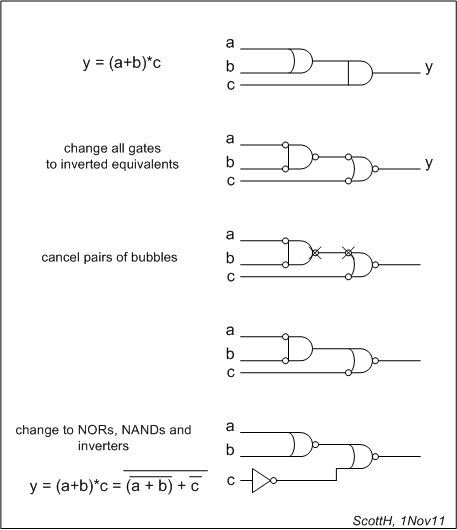 a
y = (a+b)*c
b
y
c
change all gates
to inverted equivalents
a
b
y
c
a
cancel pairs of bubbles
b
c
a
b
c
change to NORs, NANDs and
inverters
a
b
y = (a+b)*c = (a + b) + c
c
ScottH, 1Nov11